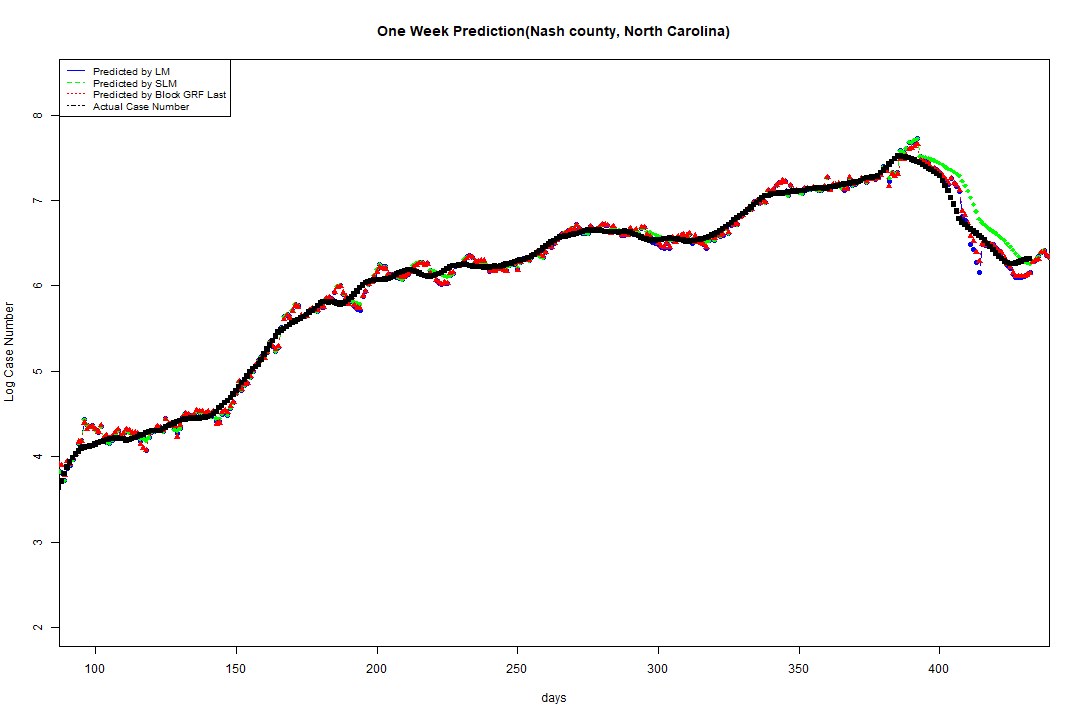 One Week Prediction(Nash county, North Carolina)
Predicted by LM
Predicted by SLM
Predicted by Block GRF Last
Actual Case Number
8
7
6
5
4
3
2
Log Case Number
100 150 200 250 300 350 400
days